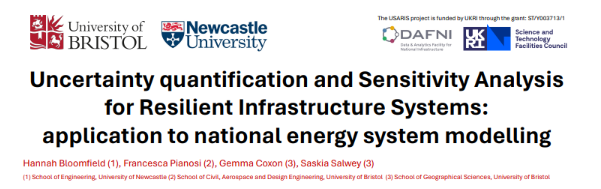 University of
BRISTOL
Newcastle
University
The USARIS project is funded by UKRI through the grant: ST/Y003713/1
DAFNI
Data & Analytics Facility for
National Infrastructure
UK
RI
Science and
Technology
Facilities Council
Uncertainty quantification and Sensitivity Analysis
for Resilient Infrastructure Systems:
application to national energy system modelling
Hannah Bloomfield (1), Francesca Pianosi (2), Gemma Coxon (3), Saskia Salwey (3)
(1) School of Engineering, University of Newcastle (2) School of Civil, Aerospace and Design Engineering, University of Bristol (3) School of Geographical Sciences, University of Bristol